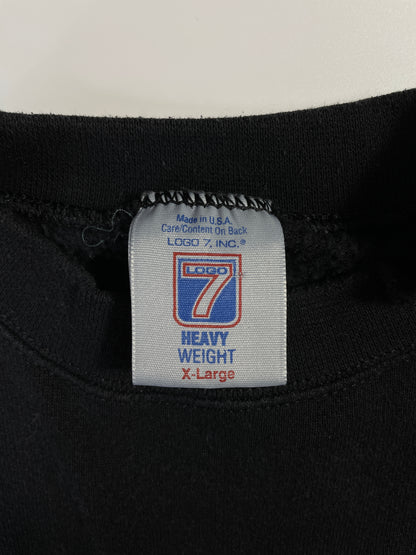 Made in U.S.A.
Care/Content On Back
LOGO 7, INC.®
LOGO
7
HEAVY
WEIGHT
X-Large